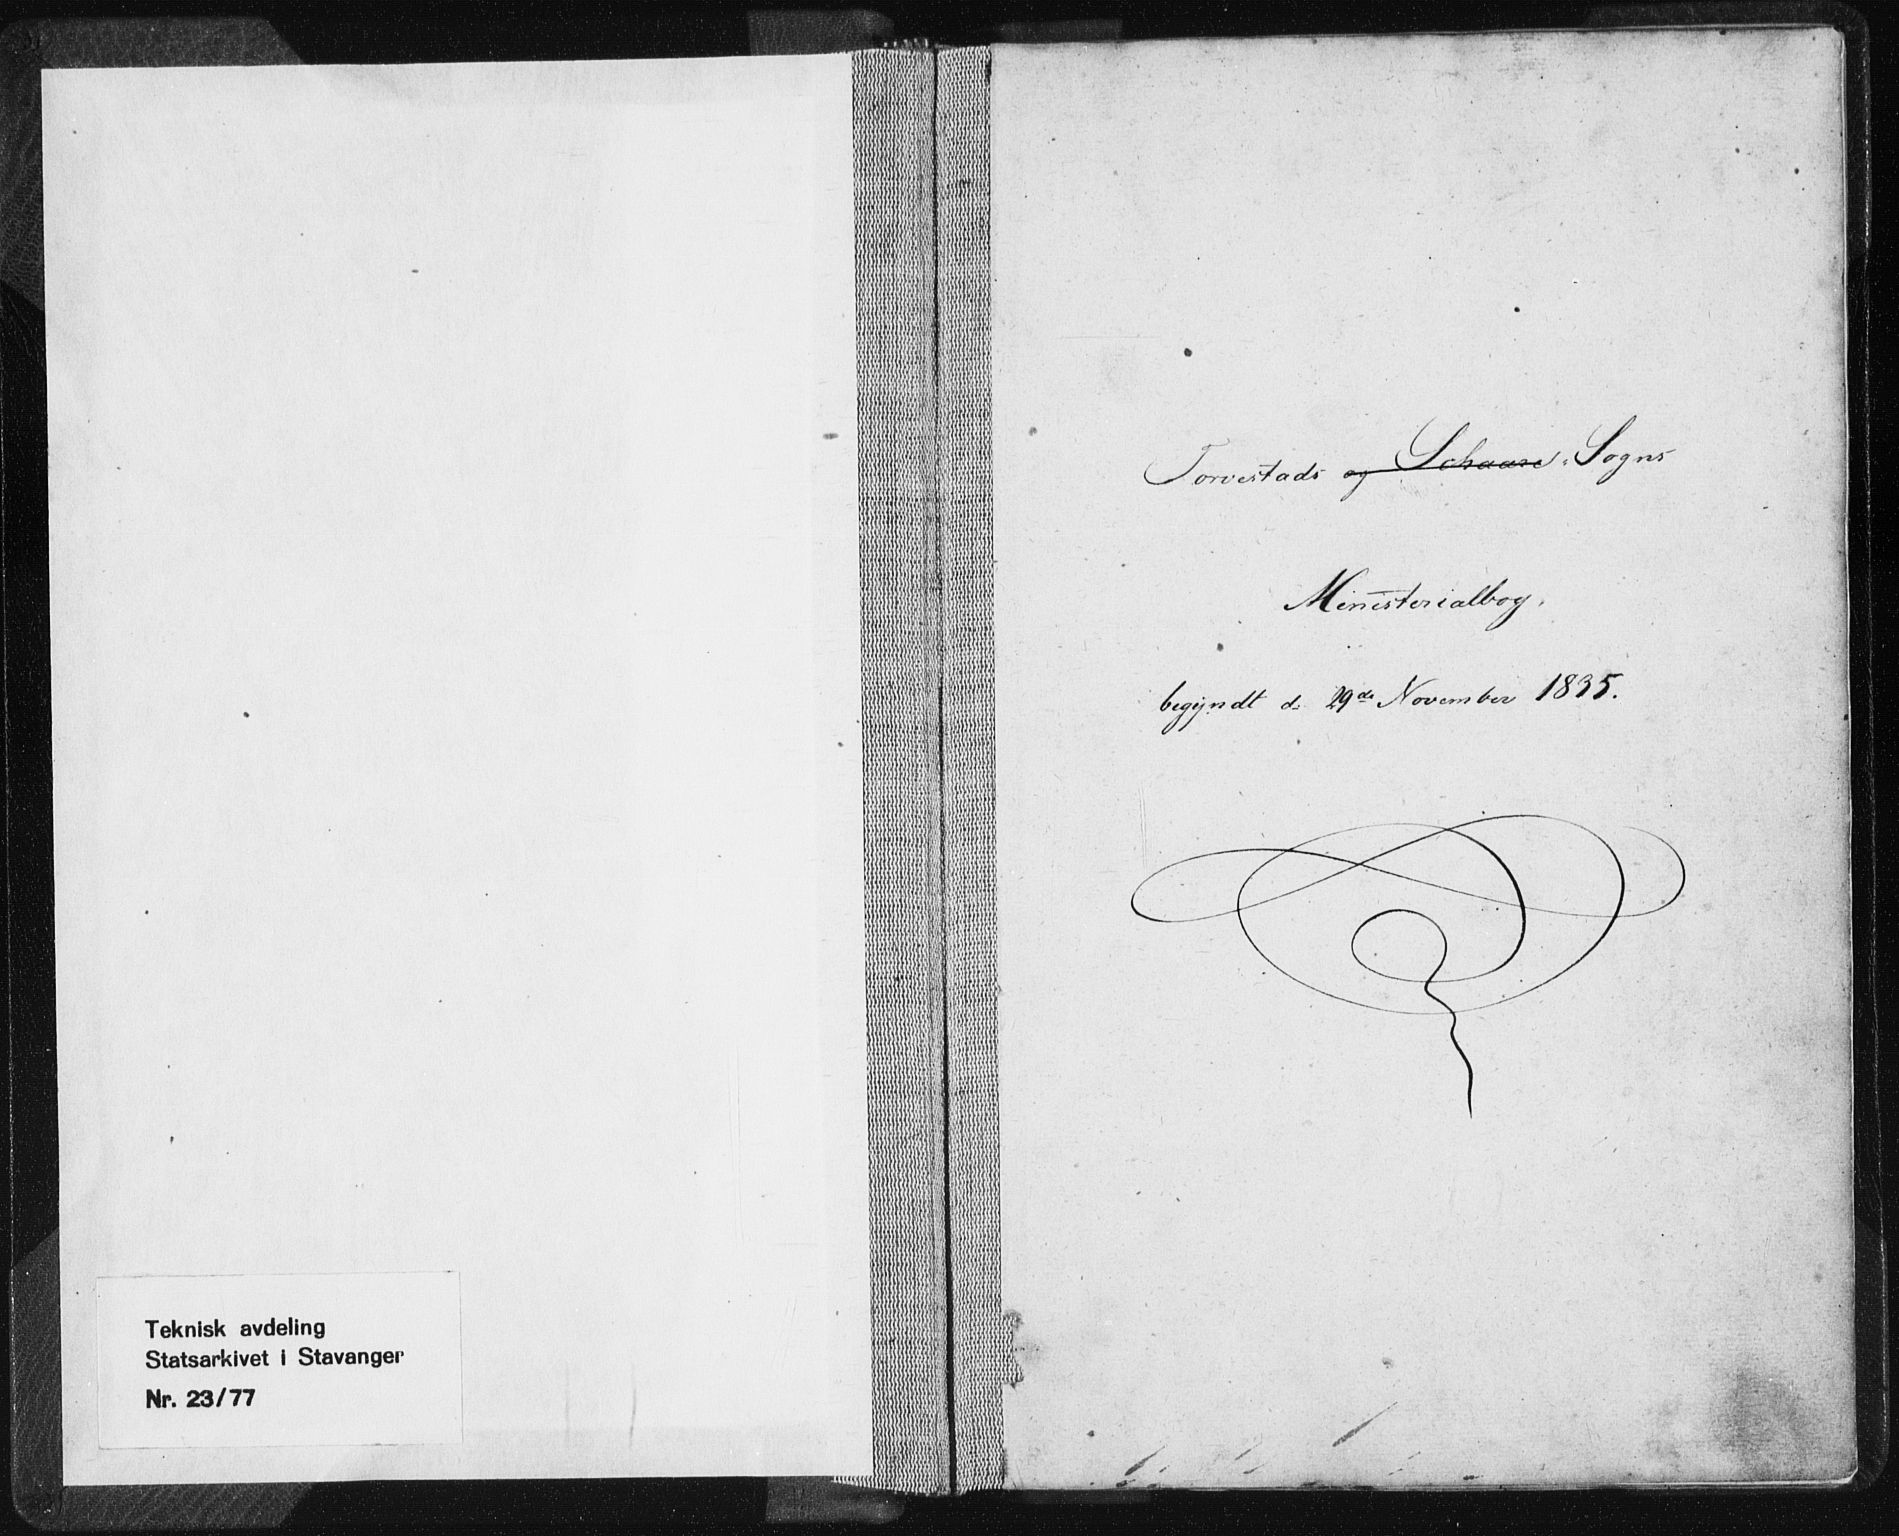 Teknisk avdeling
Statsarkivet i Stavanger
Nr. 23/77
Torvestads og Schaare Sogns
Ministerialbog.
begyndt d. 29de November 1835.